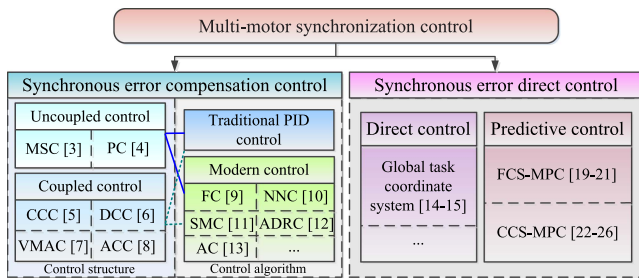 Multi-motor synchronization control
Synchronous error compensation control
Synchronous error direct control
Uncoupled control
MSC [3]
PC [4]
Coupled control
CCC [5]
DCC [6]
VMAC [7]
ACC [8]
Control structure
Traditional PID
control
Modern control
FC [9]
NNC [10]
SMC [11]
ADRC [12]
AC [13]
...
Control algorithm
Direct control
Global task
coordinate
system [14-15]
...
Predictive control
FCS-MPC [19-21]
CCS-MPC [22-26]